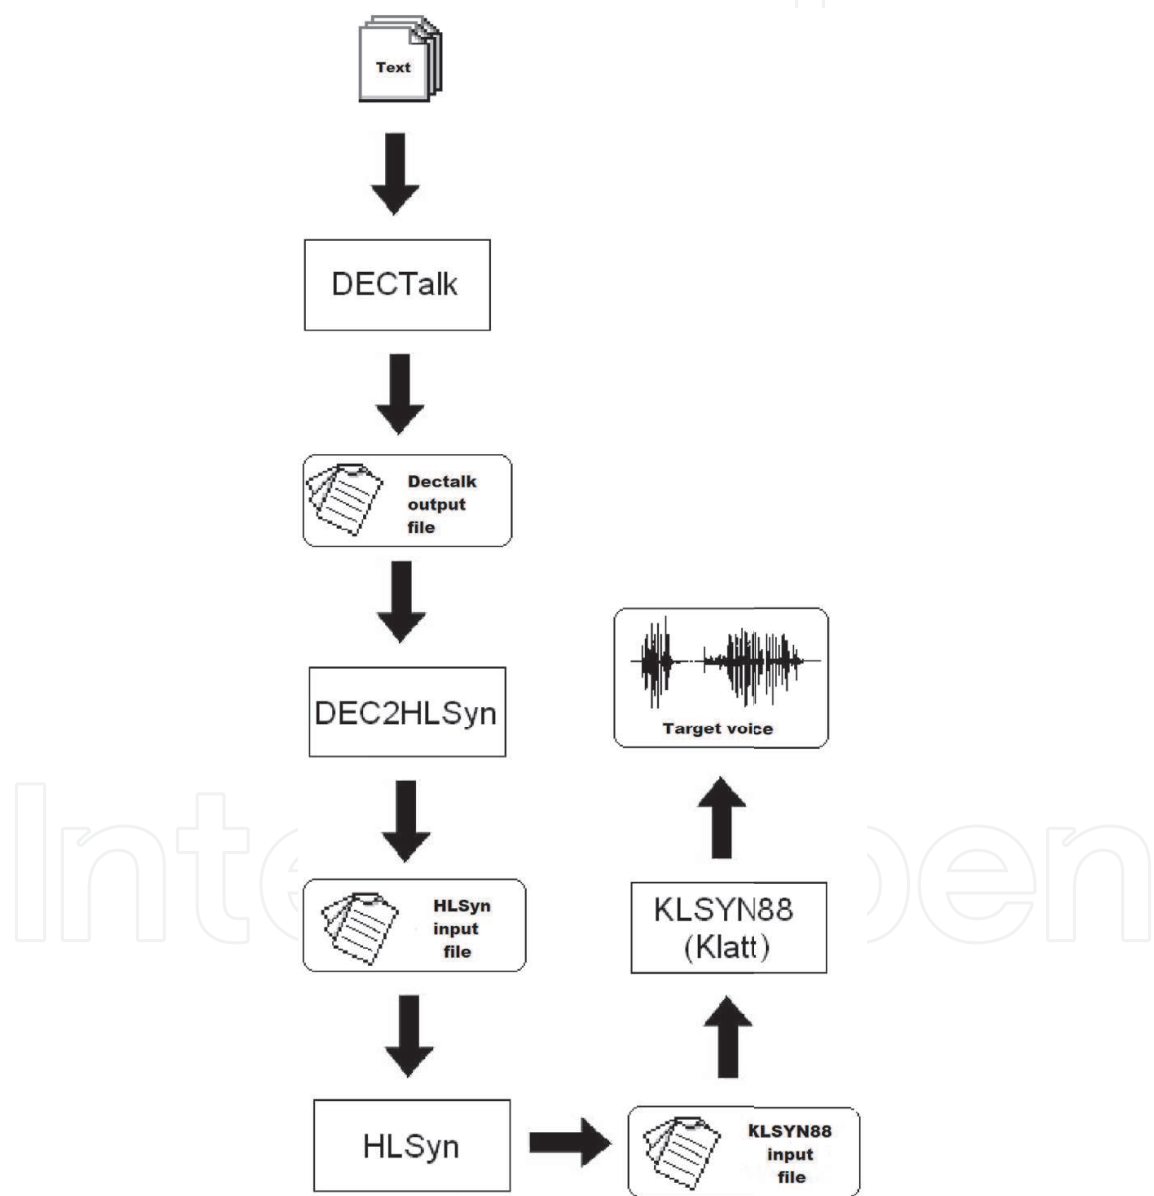 Text
DECTalk
Dectalk
output
file
DEC2HLSyn
HLSyn
input
file
HLSyn
KLSYN88
input
file
KLSYN88
(Klatt)
Target voice